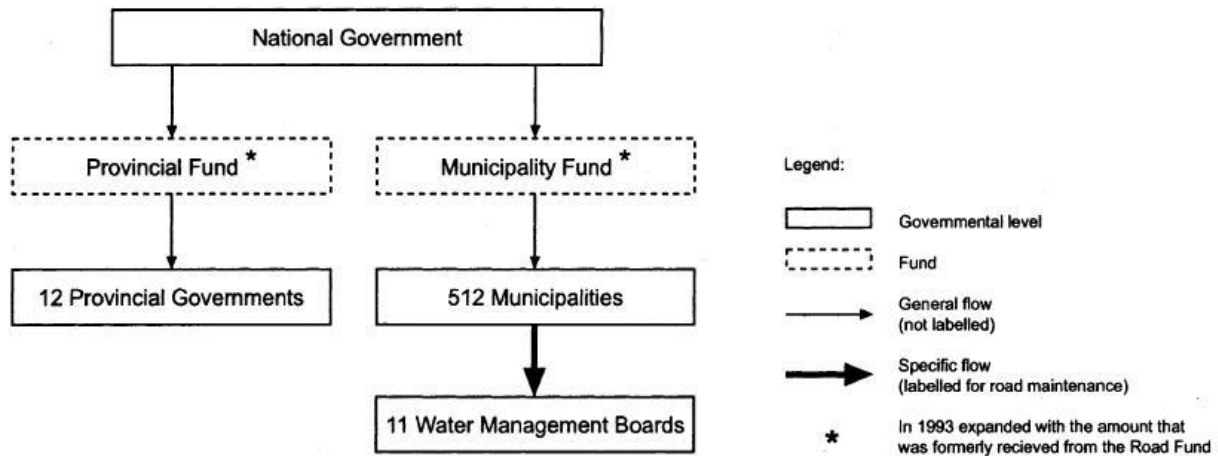 National Government
Provincial Fund *
Municipality Fund *
12 Provincial Governments
512 Municipalities
11 Water Management Boards
Legend:
Governmental level
Fund
General flow
(not labelled)
Specific flow
(labelled for road maintenance)
* In 1993 expanded with the amount that
was formerly recieved from the Road Fund